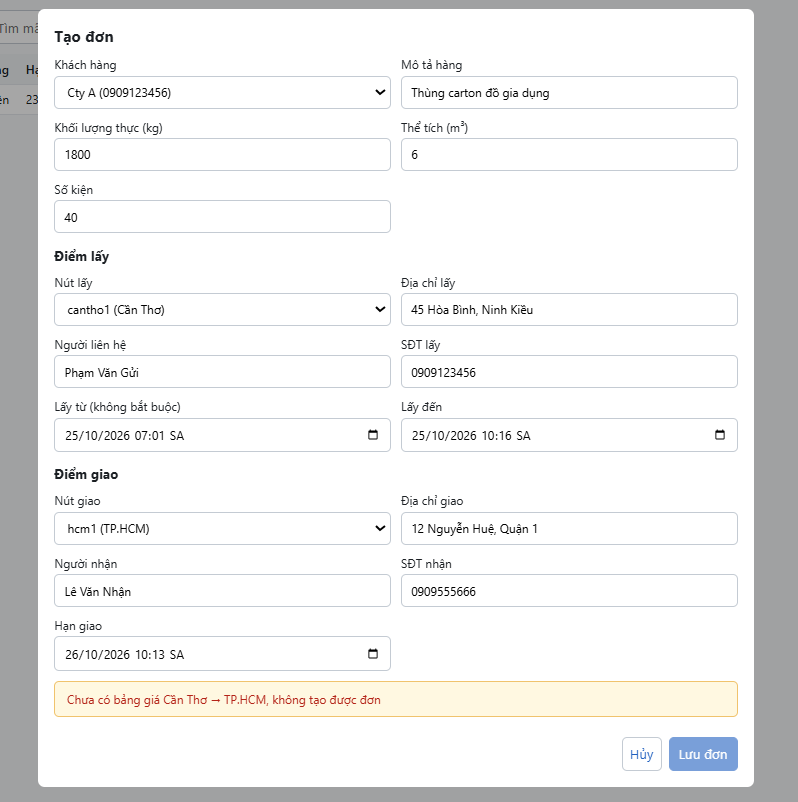 Tìm mã
Tạo đơn
Khách hàng
Mô tả hàng
Cty A (0909123456)
Thùng carton đồ gia dụng
Khối lượng thực (kg)
Thể tích (m³)
1800
6
Số kiện
40
Điểm lấy
Nút lấy
Địa chỉ lấy
cantho1 (Cần Thơ)
45 Hòa Bình, Ninh Kiều
Người liên hệ
SĐT lấy
Phạm Văn Gửi
0909123456
Lấy từ (không bắt buộc)
Lấy đến
25/10/2026 07:01 SA
25/10/2026 10:16 SA
Điểm giao
Nút giao
Địa chỉ giao
hcm1 (TP.HCM)
12 Nguyễn Huệ, Quận 1
Người nhận
SĐT nhận
Lê Văn Nhận
0909555666
Hạn giao
26/10/2026 10:13 SA
Chưa có bảng giá Cần Thơ → TP.HCM, không tạo được đơn
Hủy
Lưu đơn